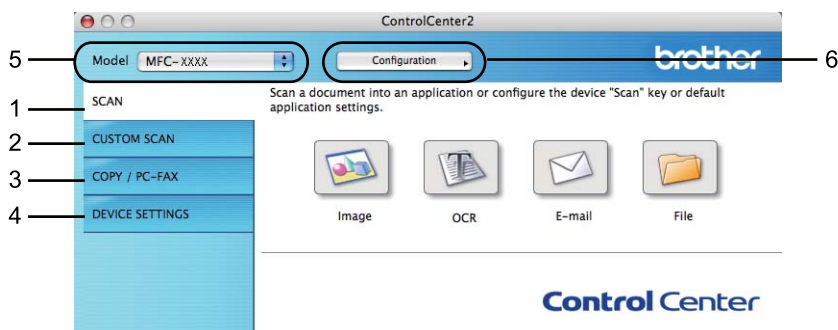 ControlCenter2
5
Model MFC-XXXX
Configuration
brother
6
1
SCAN
Scan a document into an application or configure the device "Scan" key or default
application settings.
2
CUSTOM SCAN
3
COPY / PC-FAX
4
DEVICE SETTINGS
Image
OCR
E-mail
File
Control Center